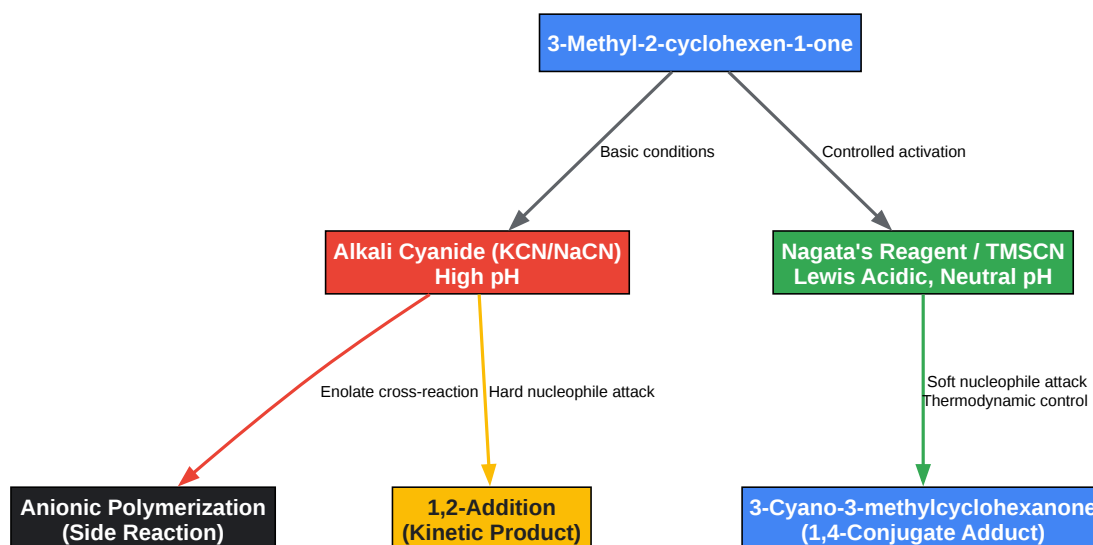 3-Methyl-2-cyclohexen-1-one
Basic conditions
Controlled activation
Alkali Cyanide (KCN/NaCN)
High pH
Nagata's Reagent / TMSCN
Lewis Acidic, Neutral pH
Enolate cross-reaction
Hard nucleophile attack
Soft nucleophile attack
Thermodynamic control
Anionic Polymerization
(Side Reaction)
1,2-Addition
(Kinetic Product)
3-Cyano-3-methylcyclohexanone
(1,4-Conjugate Adduct)